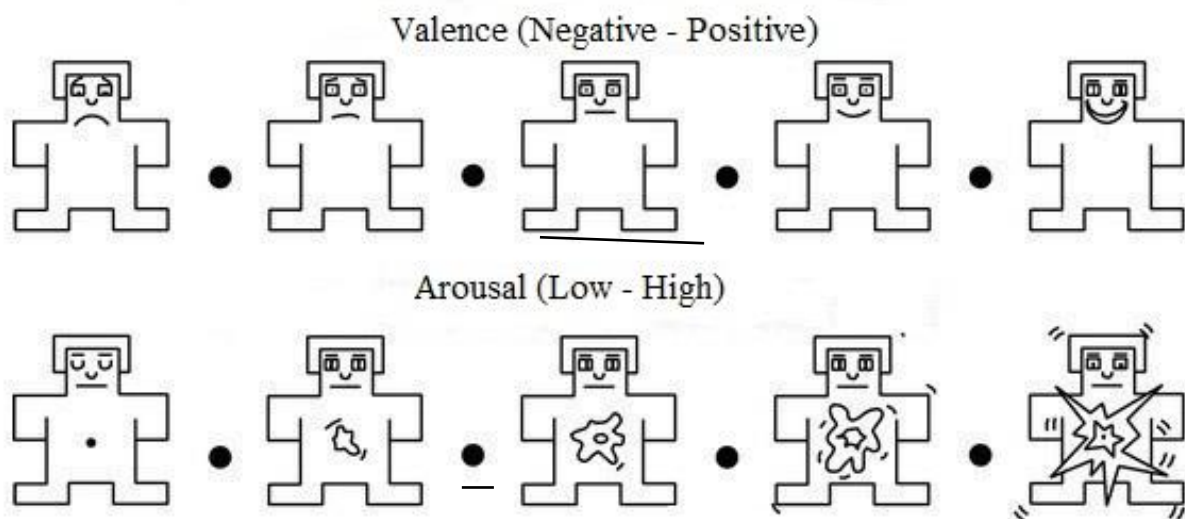 Valence (Negative - Positive)
Arousal (Low - High)